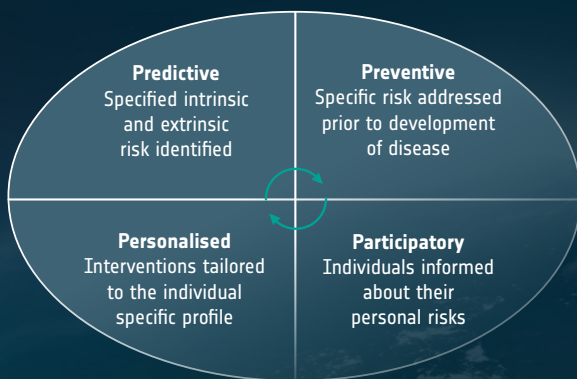 Predictive
Specified intrinsic
and extrinsic
risk identified
Preventive
Specific risk addressed
prior to development
of disease
Personalised
Interventions tailored
to the individual
specific profile
Participatory
Individuals informed
about their
personal risks